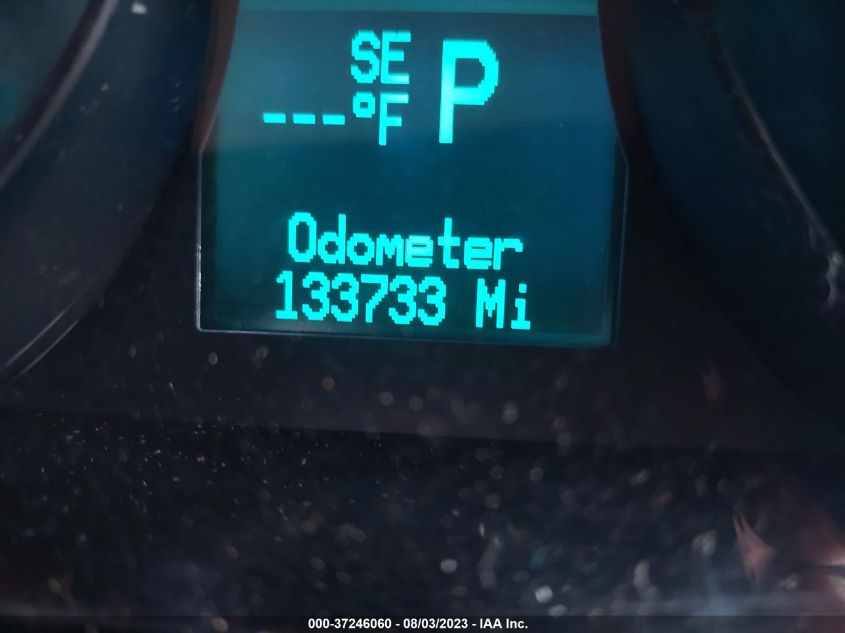 SE P
---°F
Odometer
133733 Mi
000-37246060 - 08/03/2023 - IAA Inc.